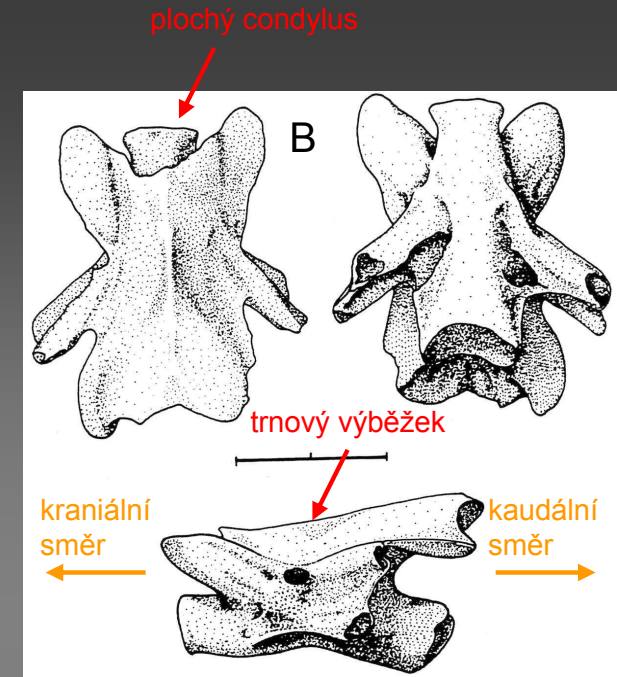 plochý condylus
B
trnový výběžek
kraniální
směr
kaudální
směr